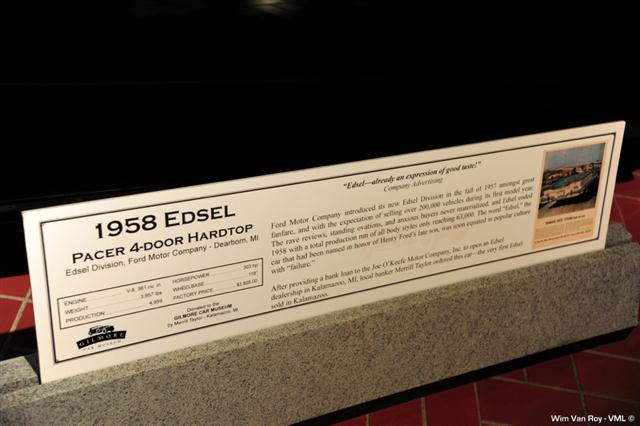 1958 EDSEL
PACER 4-DOOR HARDTOP
Edsel Division, Ford Motor Company - Dearborn, MI
ENGINE .......... V-8, 361 cu. in.
WEIGHT .......... 3,857 lbs
PRODUCTION .......... 4,959
HORSEPOWER .......... 303 hp
WHEELBASE .......... 118"
FACTORY PRICE .......... $2,828.00
GILMORE
CAR MUSEUM
Donated to the
GILMORE CAR MUSEUM
by Merrill Taylor - Kalamazoo, MI
"Edsel—already an expression of good taste!"
Company Advertising
Ford Motor Company introduced its new Edsel Division in the fall of 1957 amongst great
fanfare, and with the expectation of selling over 200,000 vehicles during its first model year.
The rave reviews, standing ovations, and anxious buyers never materialized, and Edsel ended
1958 with a total production run of all body styles only reaching 63,000. The word "Edsel," the
car that had been named in honor of Henry Ford's late son, was soon equated in popular culture
with "failure."
After providing a bank loan to the Joe O'Keefe Motor Company, Inc. to open an Edsel
dealership in Kalamazoo, MI, local banker Merrill Taylor ordered this car—the very first Edsel
sold in Kalamazoo.
Wim Van Roy - VML ©